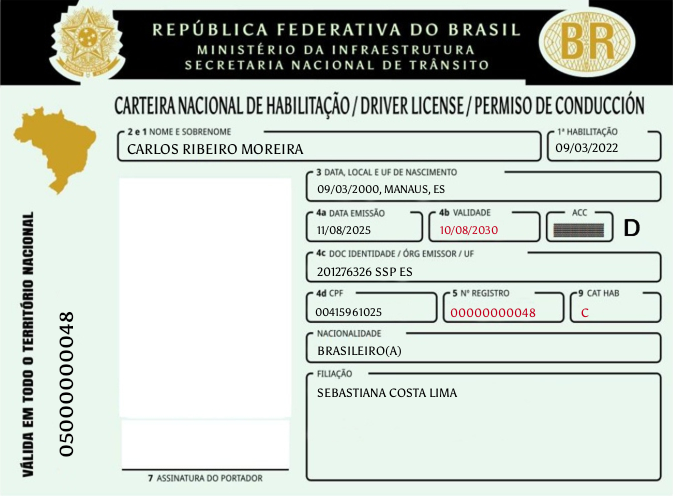 REPÚBLICA FEDERATIVA DO BRASIL
MINISTÉRIO DA INFRAESTRUTURA
SECRETARIA NACIONAL DE TRÂNSITO
BR
CARTEIRA NACIONAL DE HABILITAÇÃO / DRIVER LICENSE / PERMISO DE CONDUCCIÓN
2 e 1 NOME E SOBRENOME
CARLOS RIBEIRO MOREIRA
1ª HABILITAÇÃO
09/03/2022
3 DATA, LOCAL E UF DE NASCIMENTO
09/03/2000, MANAUS, ES
4a DATA EMISSÃO
11/08/2025
4b VALIDADE
10/08/2030
ACC
D
4c DOC IDENTIDADE / ÓRG EMISSOR / UF
201276326 SSP ES
4d CPF
00415961025
5 Nº REGISTRO
00000000048
9 CAT HAB
C
NACIONALIDADE
BRASILEIRO(A)
FILIAÇÃO
SEBASTIANA COSTA LIMA
7 ASSINATURA DO PORTADOR
VÁLIDA EM TODO O TERRITÓRIO NACIONAL
05000000048